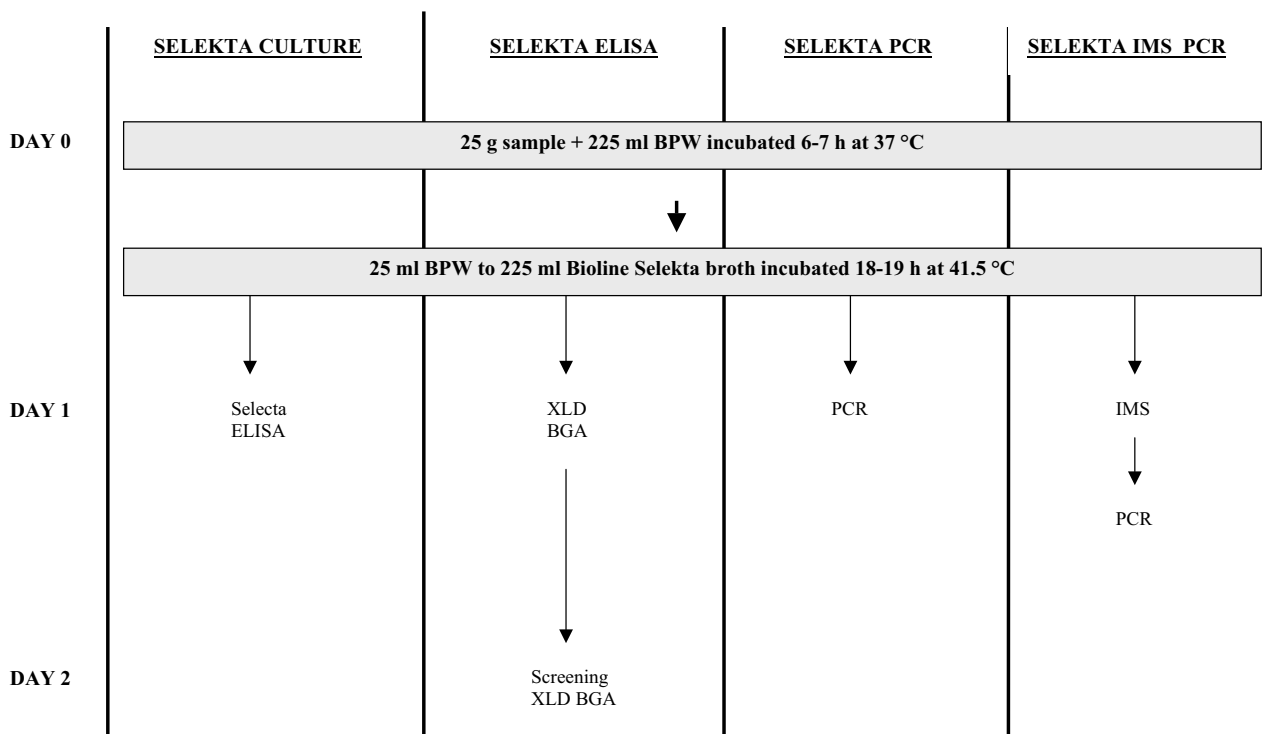 SELEKTA CULTURE
SELEKTA ELISA
SELEKTA PCR
SELEKTA IMS PCR
DAY 0
25 g sample + 225 ml BPW incubated 6-7 h at 37 °C
25 ml BPW to 225 ml Bioline Selekta broth incubated 18-19 h at 41.5 °C
DAY 1
Selecta
ELISA
XLD
BGA
PCR
IMS
PCR
DAY 2
Screening
XLD BGA